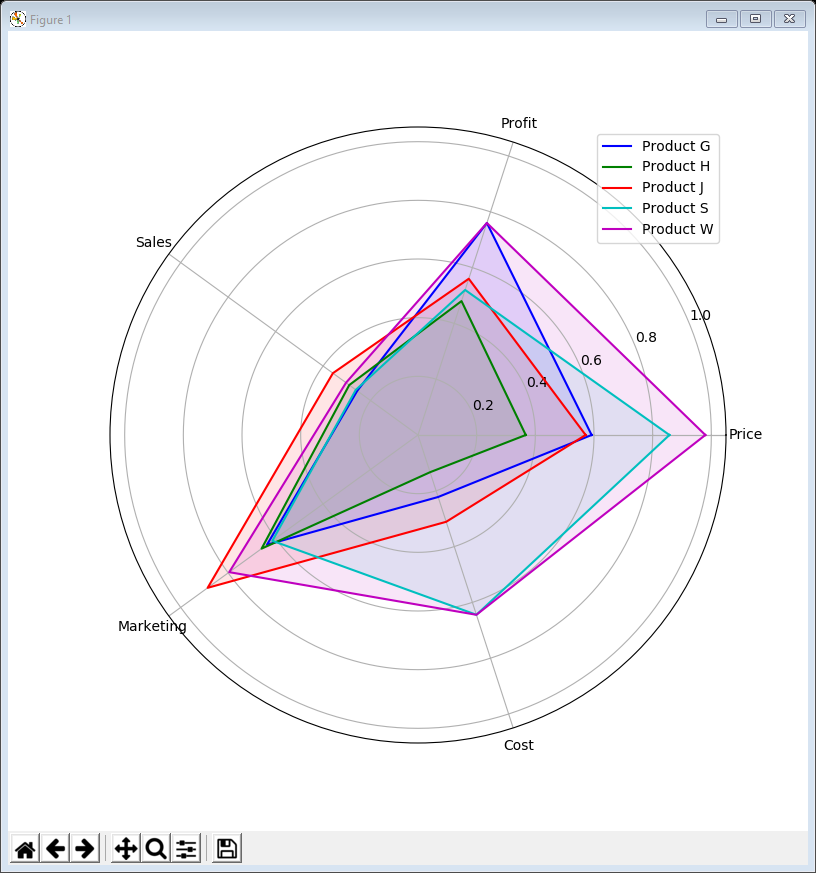 Figure 1
Profit
Product G
Product H
Product J
Product S
Product W
Sales
1.0
0.8
0.6
0.4
0.2
Price
Marketing
Cost